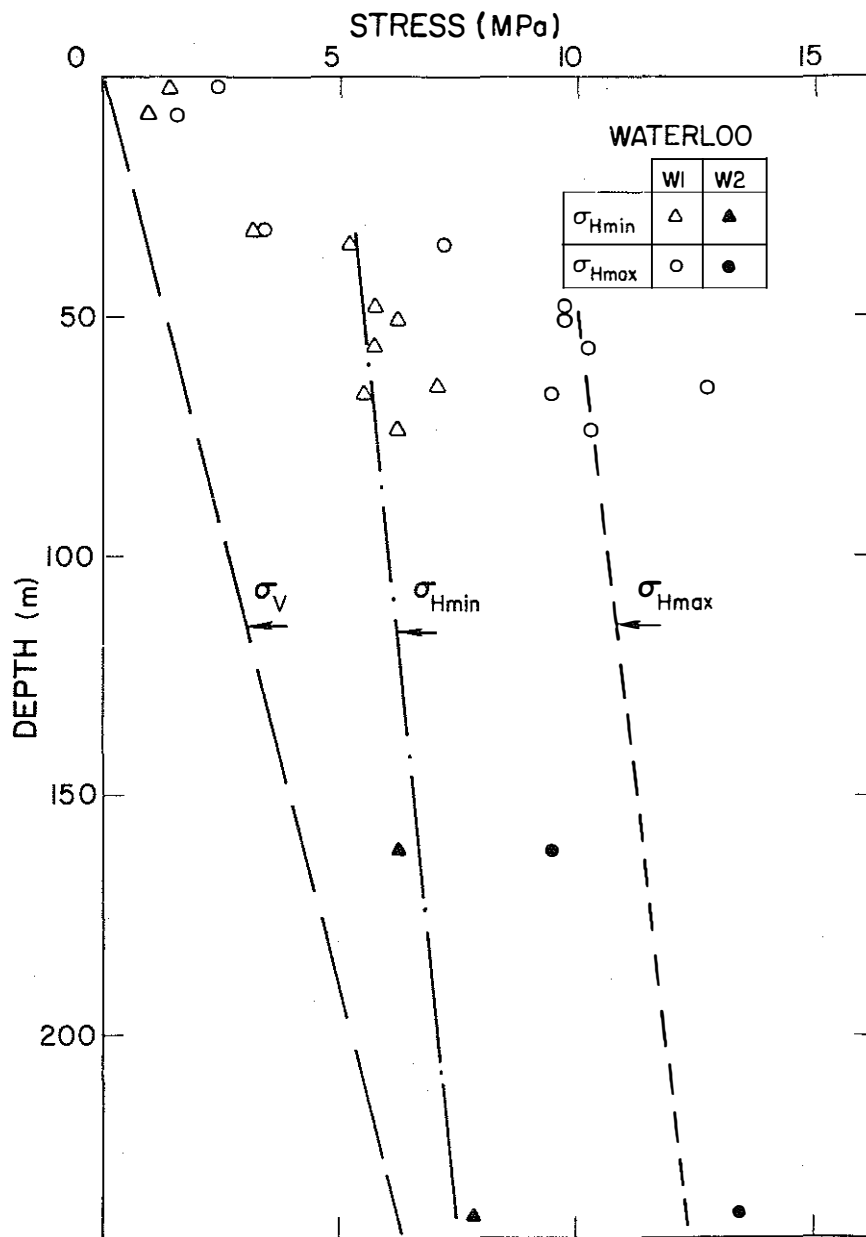 STRESS (MPa)
0 5 10 15
WATERLOO
W1 W2
σHmin
σHmax
50
100
σV σHmin σHmax
DEPTH (m)
150
200